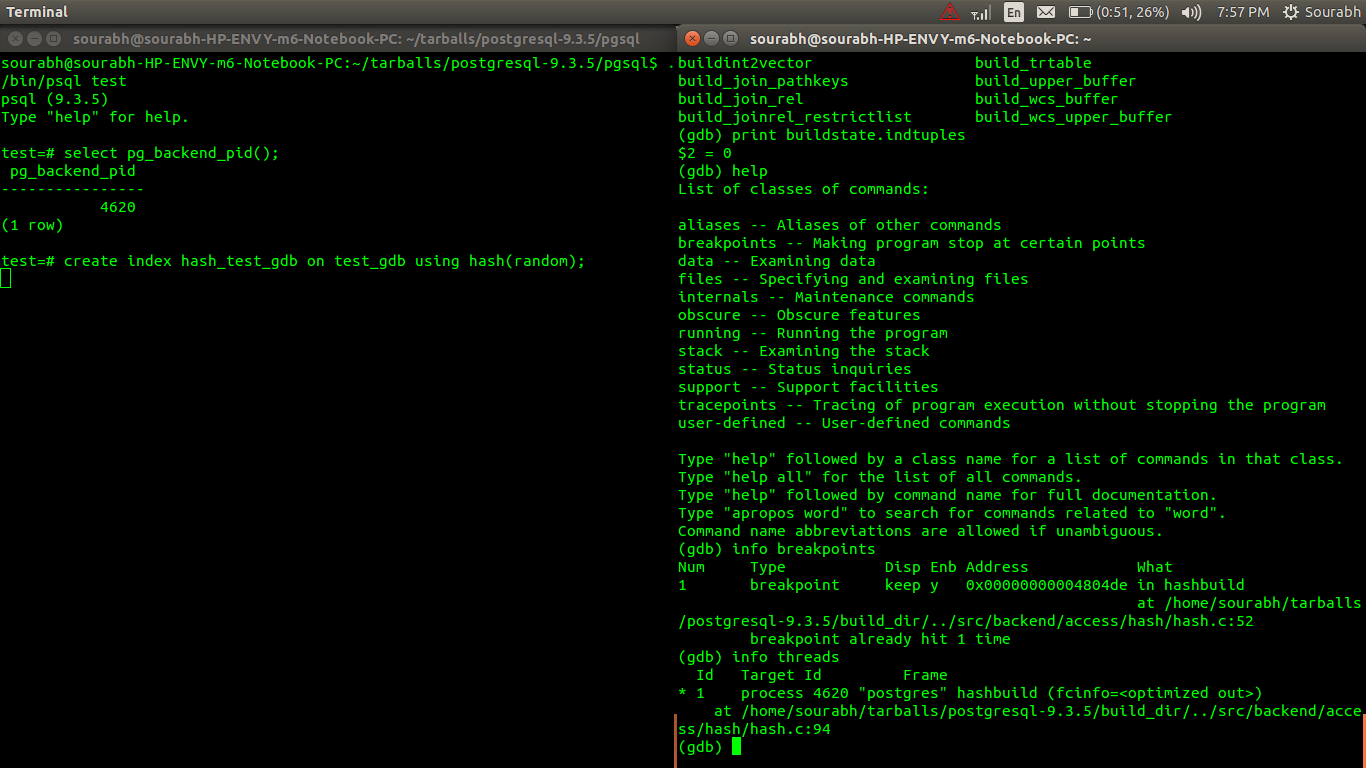 Terminal
En
(0:51, 26%)
7:57 PM
Sourabh
sourabh@sourabh-HP-ENVY-m6-Notebook-PC: ~/tarballs/postgresql-9.3.5/pgsql
sourabh@sourabh-HP-ENVY-m6-Notebook-PC:~/tarballs/postgresql-9.3.5/pgsql$ .
/bin/psql test
psql (9.3.5)
Type "help" for help.
test=# select pg_backend_pid();
pg_backend_pid
----------------
4620
(1 row)
test=# create index hash_test_gdb on test_gdb using hash(random);
sourabh@sourabh-HP-ENVY-m6-Notebook-PC: ~
buildint2vector build_trtable
build_join_pathkeys build_upper_buffer
build_join_rel build_wcs_buffer
build_joinrel_restrictlist build_wcs_upper_buffer
(gdb) print buildstate.indtuples
$2 = 0
(gdb) help
List of classes of commands:
aliases -- Aliases of other commands
breakpoints -- Making program stop at certain points
data -- Examining data
files -- Specifying and examining files
internals -- Maintenance commands
obscure -- Obscure features
running -- Running the program
stack -- Examining the stack
status -- Status inquiries
support -- Support facilities
tracepoints -- Tracing of program execution without stopping the program
user-defined -- User-defined commands
Type "help" followed by a class name for a list of commands in that class.
Type "help all" for the list of all commands.
Type "help" followed by command name for full documentation.
Type "apropos word" to search for commands related to "word".
Command name abbreviations are allowed if unambiguous.
(gdb) info breakpoints
Num Type Disp Enb Address What
1 breakpoint keep y 0x00000000004804de in hashbuild
at /home/sourabh/tarballs
/postgresql-9.3.5/build_dir/../src/backend/access/hash/hash.c:52
breakpoint already hit 1 time
(gdb) info threads
Id Target Id Frame
* 1 process 4620 "postgres" hashbuild (fcinfo=<optimized out>)
at /home/sourabh/tarballs/postgresql-9.3.5/build_dir/../src/backend/acce
ss/hash/hash.c:94
(gdb)